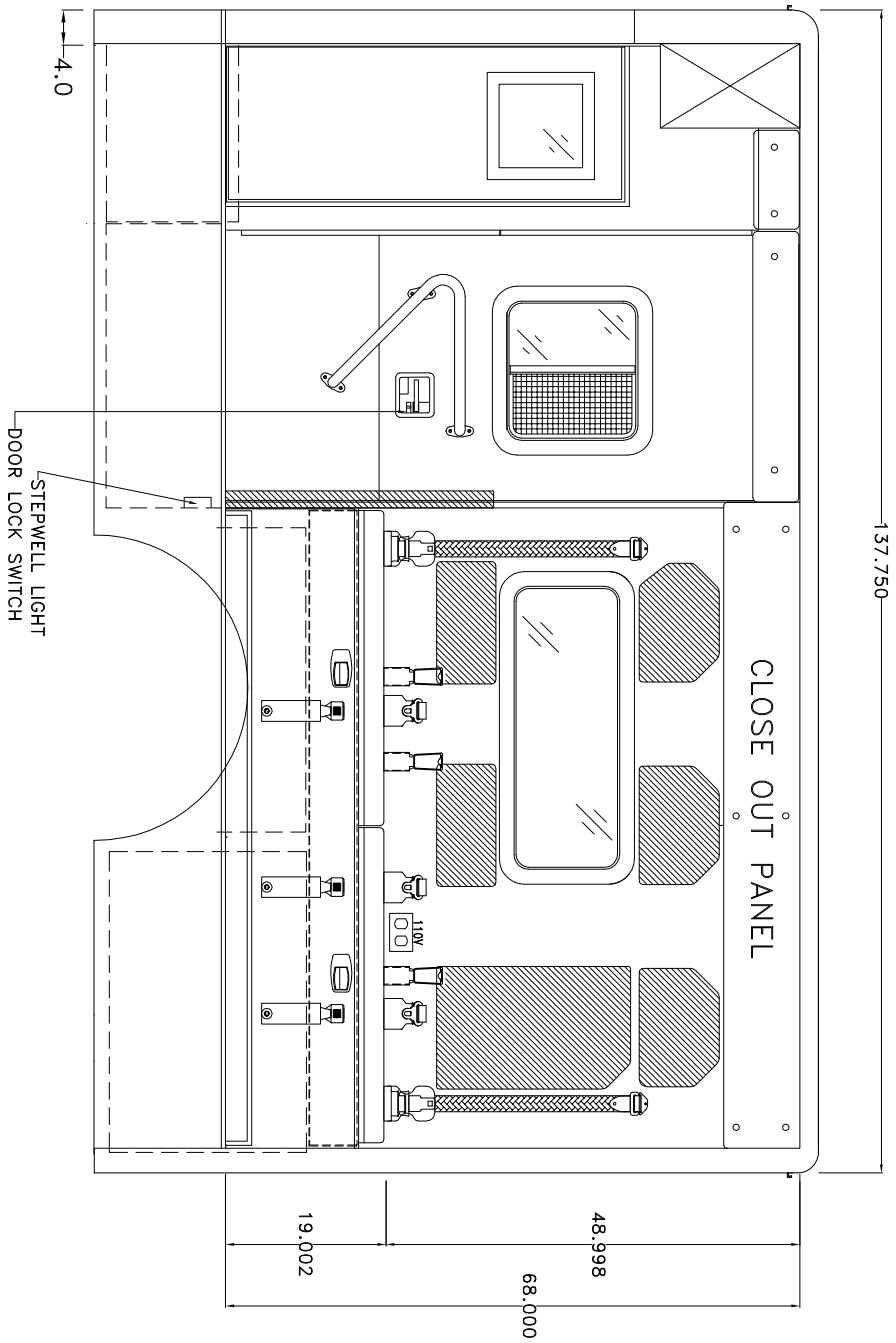 137.750
CLOSE OUT PANEL
110V
48.998
68.000
19.002
4.0
STEPWELL LIGHT
DOOR LOCK SWITCH